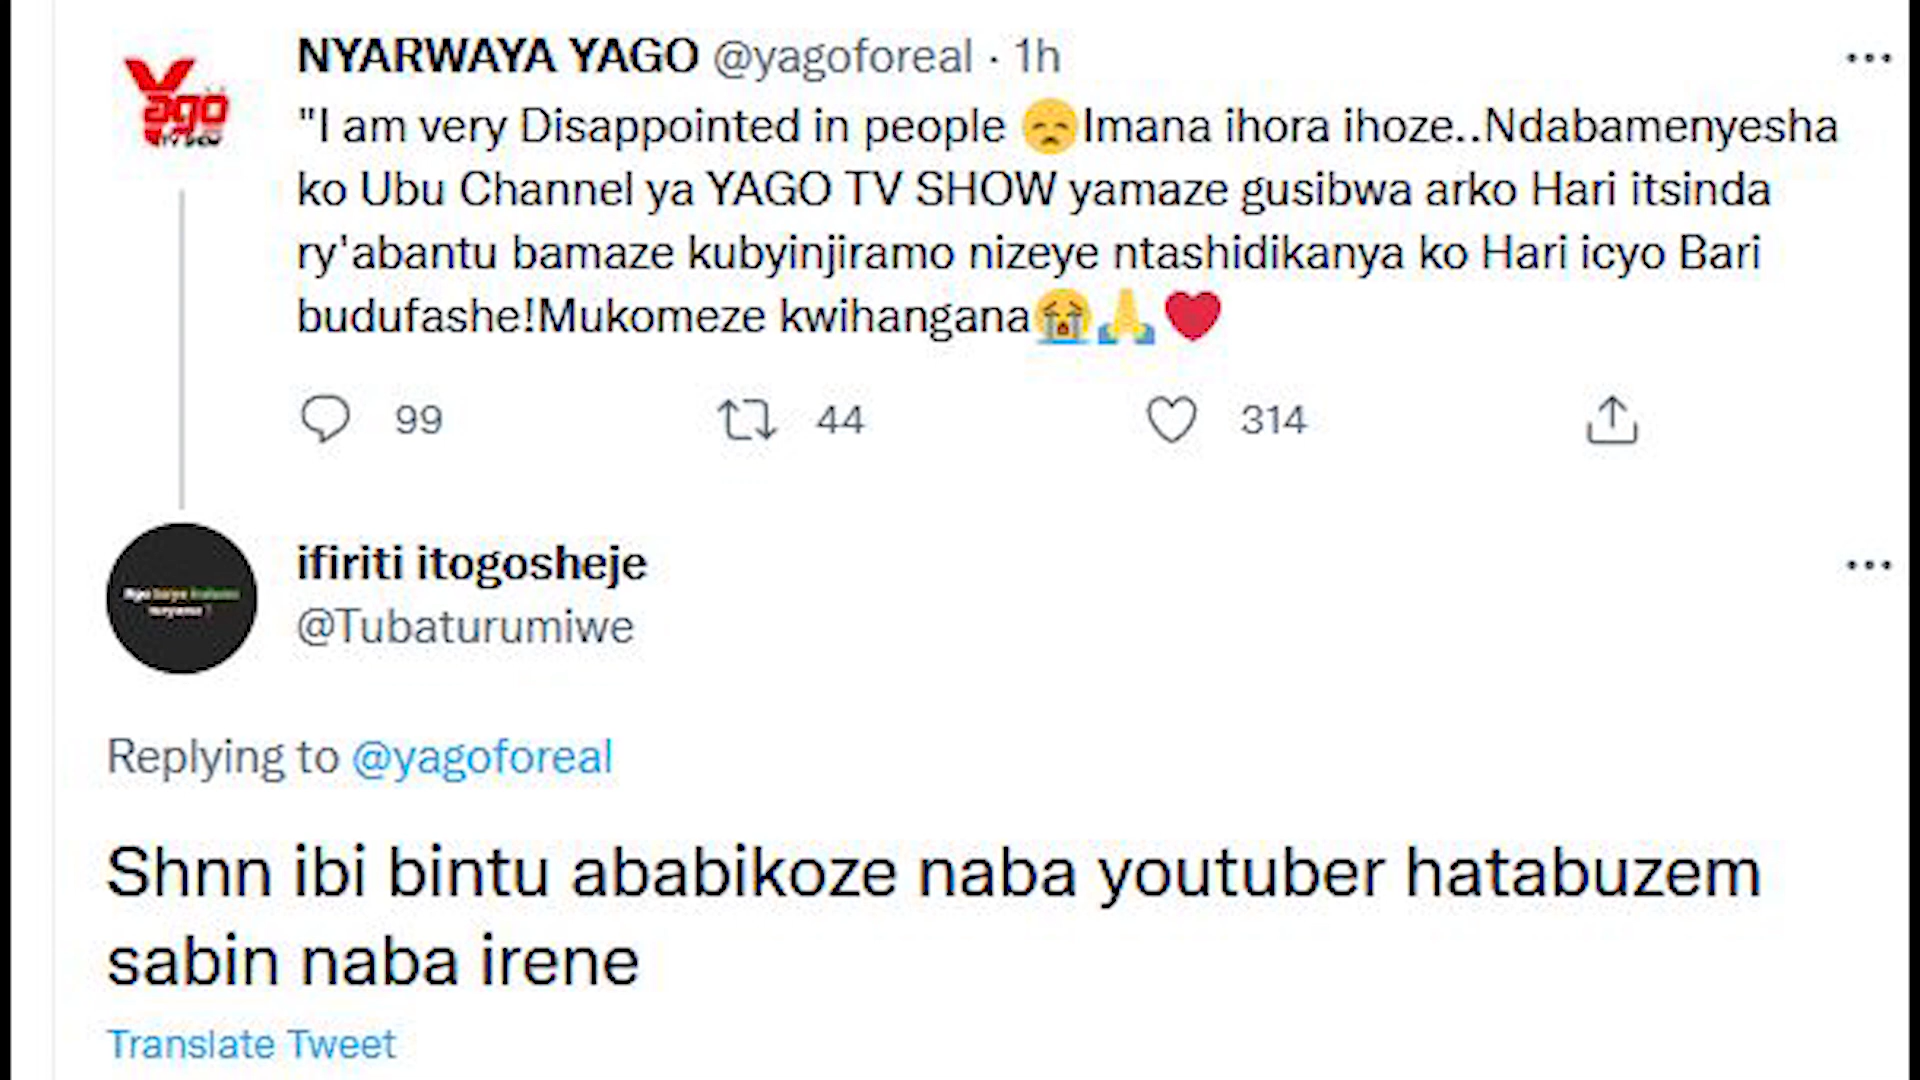 NYARWAYA YAGO @yagoforeal · 1h
"I am very Disappointed in people 😞Imana ihora ihoze..Ndabamenyesha
ko Ubu Channel ya YAGO TV SHOW yamaze gusibwa arko Hari itsinda
ry'abantu bamaze kubyinjiramo nizeye ntashidikanya ko Hari icyo Bari
budufashe!Mukomeze kwihangana😭🙏❤️
99 44 314
Yago
ifiriti itogosheje
@Tubaturumiwe
Replying to @yagoforeal
Shnn ibi bintu ababikoze naba youtuber hatabuzem
sabin naba irene
Translate Tweet